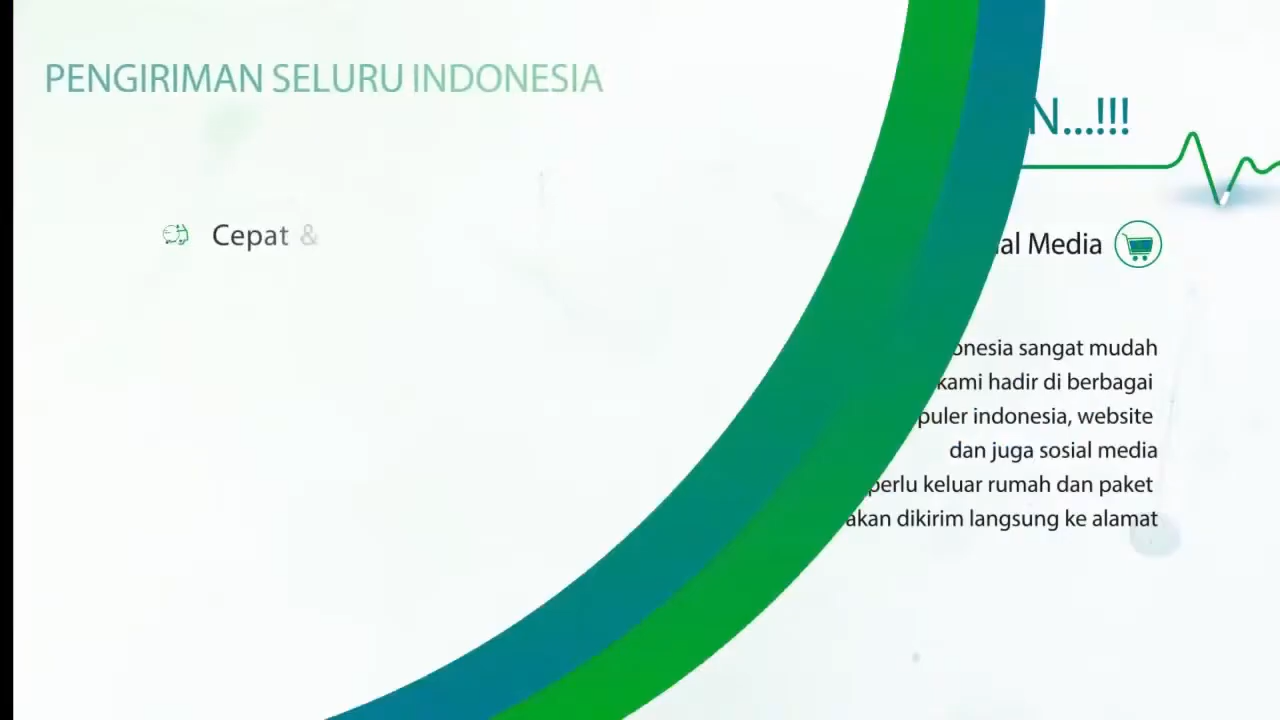 PENGIRIMAN SELURU INDONESIA
Cepat &
N...!!!
ial Media
onesia sangat mudah
kami hadir di berbagai
puler indonesia, website
dan juga sosial media
perlu keluar rumah dan paket
akan dikirim langsung ke alamat